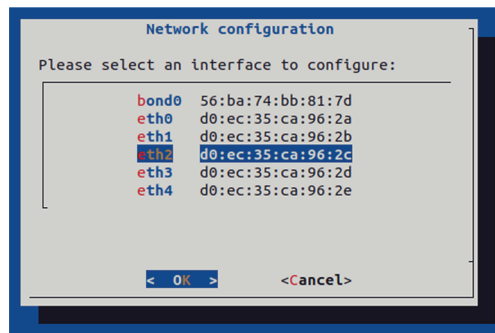 Network configuration
Please select an interface to configure:
bond0 56:ba:74:bb:81:7d
eth0 d0:ec:35:ca:96:2a
eth1 d0:ec:35:ca:96:2b
eth2 d0:ec:35:ca:96:2c
eth3 d0:ec:35:ca:96:2d
eth4 d0:ec:35:ca:96:2e
< OK > <Cancel>